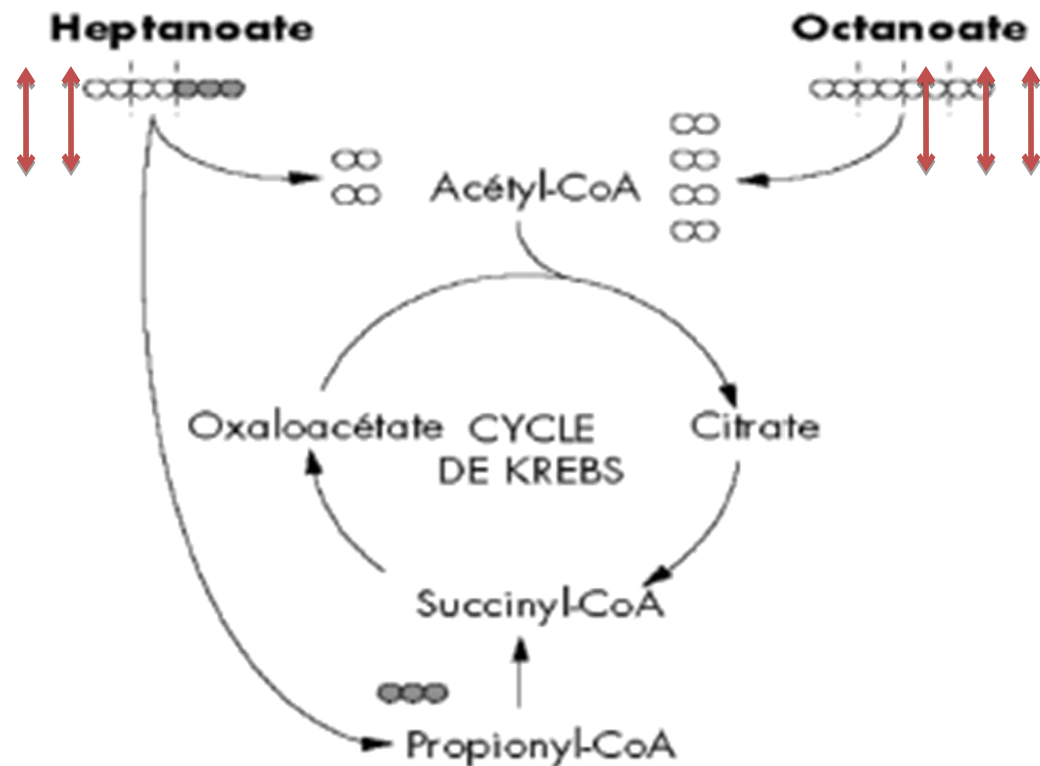 Heptanoate
Octanoate
Acétyl-CoA
Oxaloacétate
CYCLE
DE KREBS
Citrate
Succinyl-CoA
Propionyl-CoA